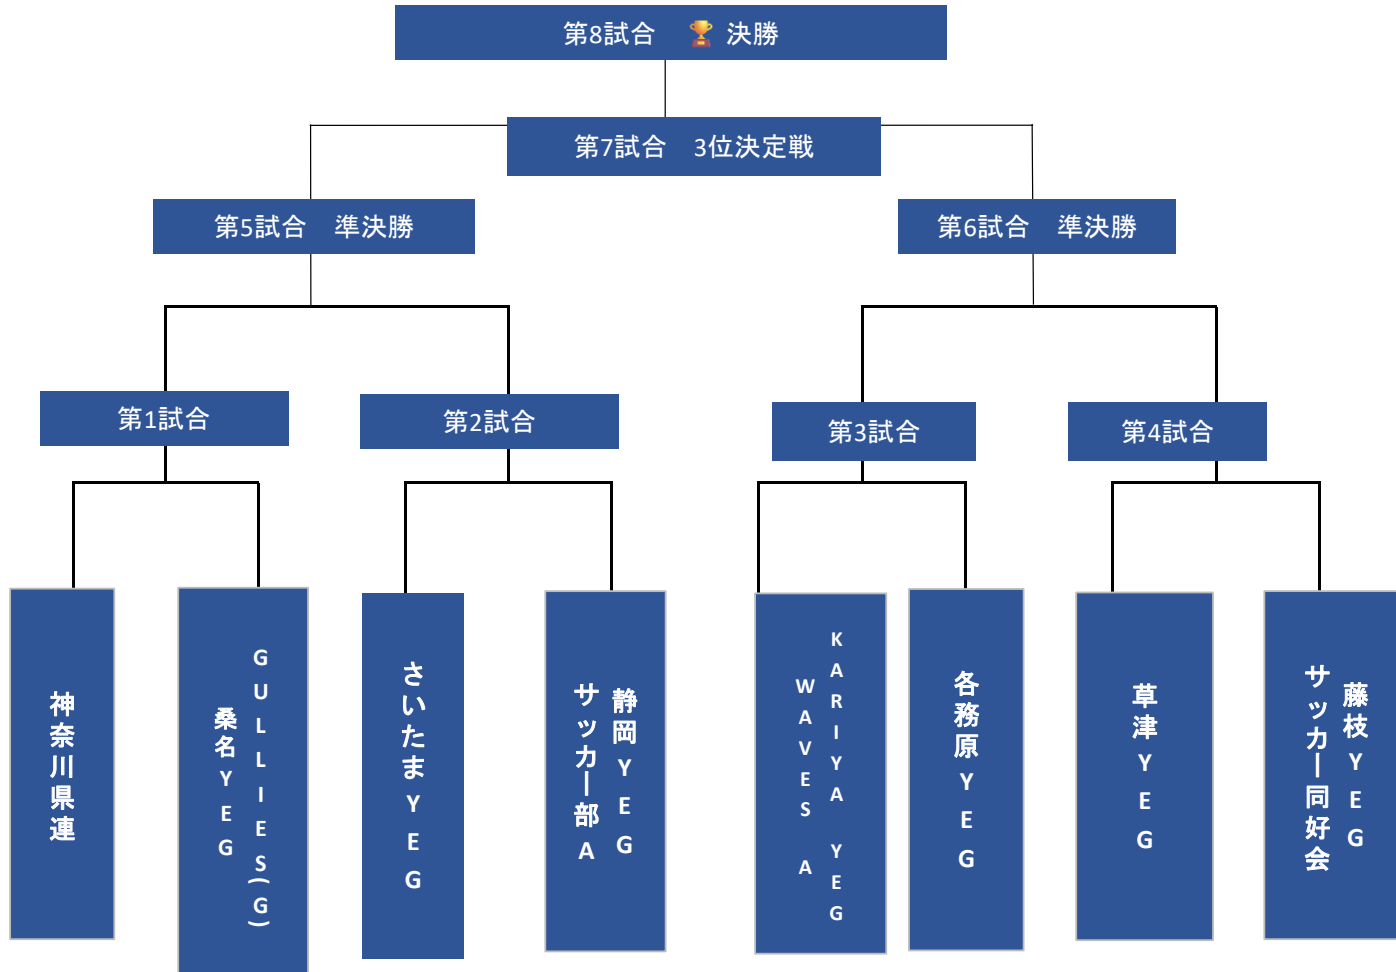 第8試合　🏆 決勝
第7試合　3位決定戦
第5試合　準決勝
第6試合　準決勝
第1試合
第2試合
第3試合
第4試合
神奈川県連
GULLIES(G)
桑名YEG
さいたまYEG
静岡YEG
サッカー部A
KARIYA YEG
WAVES A
各務原YEG
草津YEG
藤枝YEG
サッカー同好会